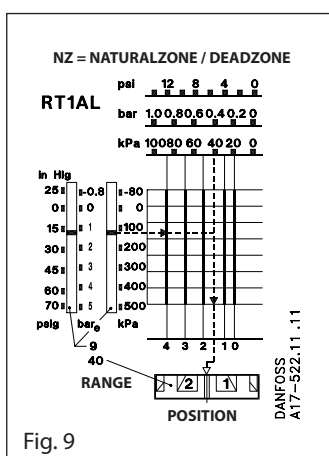 NZ = NATURALZONE / DEADZONE
psi 12 8 4 0
RT1AL
bar 1.0 0.8 0.6 0.4 0.2 0
kPa 100 80 60 40 20 0
in Hlg
25 -0.8 -80
0 0 0
15 1 100
30 2 200
45 3 300
60 4 400
70 5 500
psig bare kPa
4 3 2 1 0
9
40
RANGE
2 1
POSITION
DANFOSS
A17-522.11 .11
Fig. 9